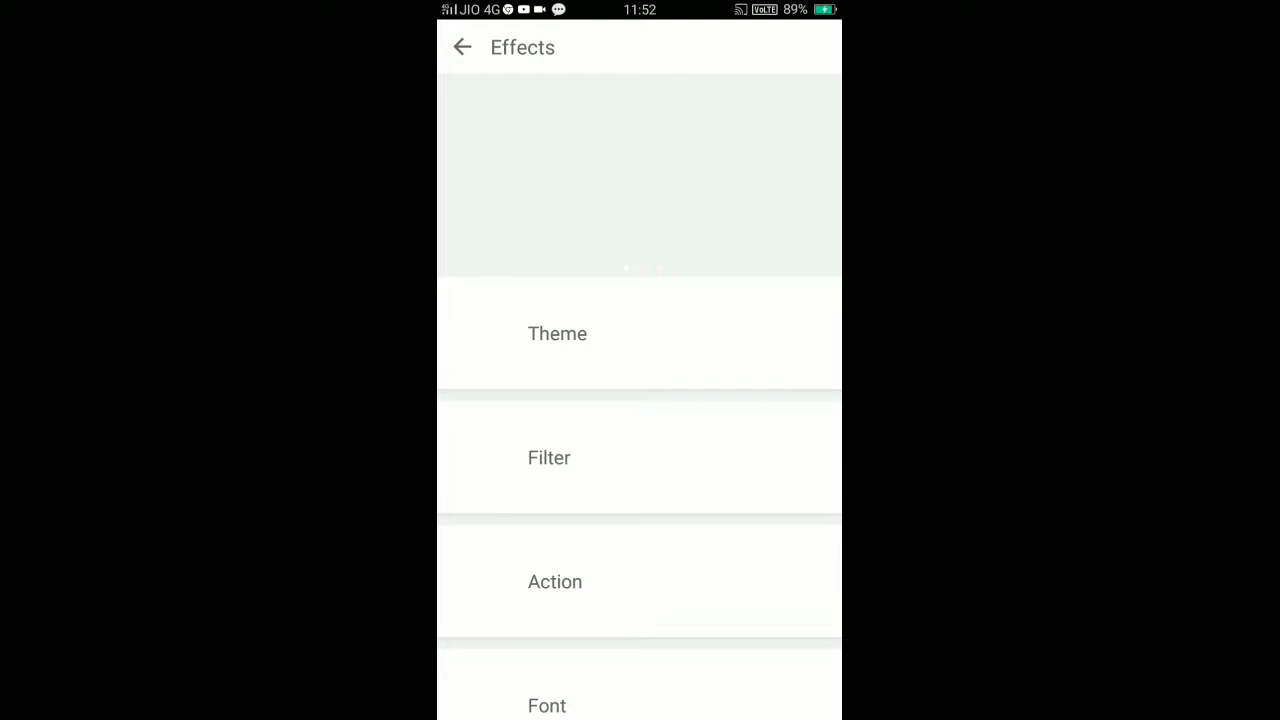 JIO 4G 11:52 VoLTE 89%
Effects
Theme
Filter
Action
Font